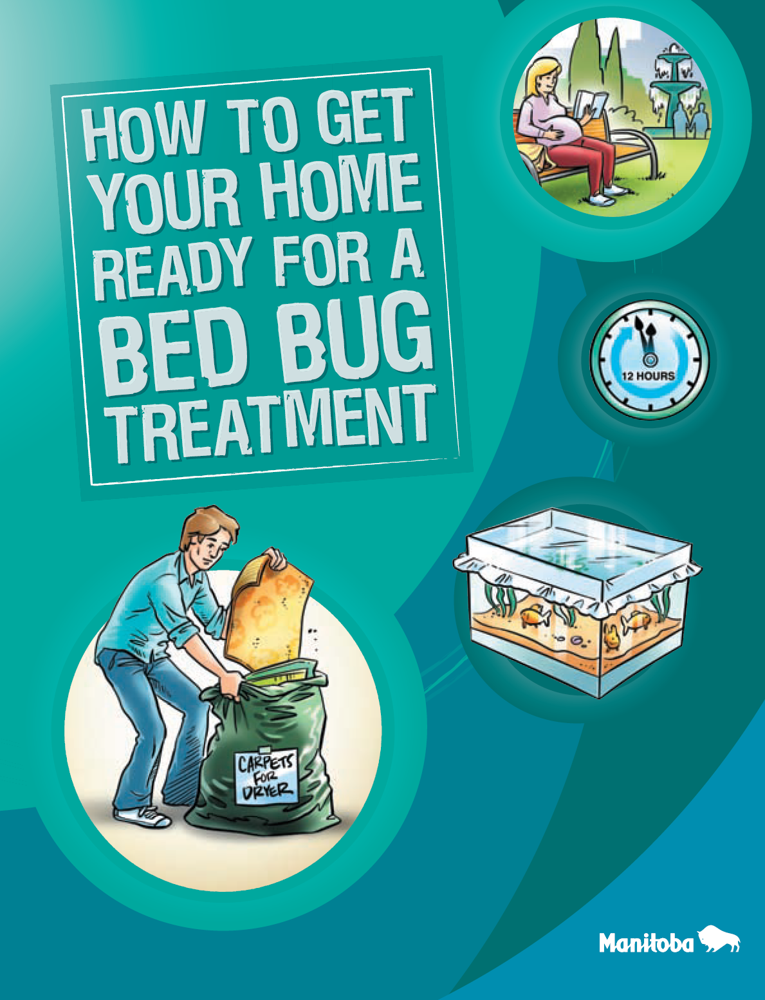 HOW TO GET
YOUR HOME
READY FOR A
BED BUG
TREATMENT
12 HOURS
CARPETS
FOR
DRYER
Manitoba